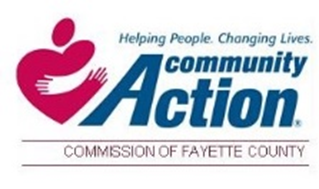 Helping People. Changing Lives.
community
Action®
COMMISSION OF FAYETTE COUNTY